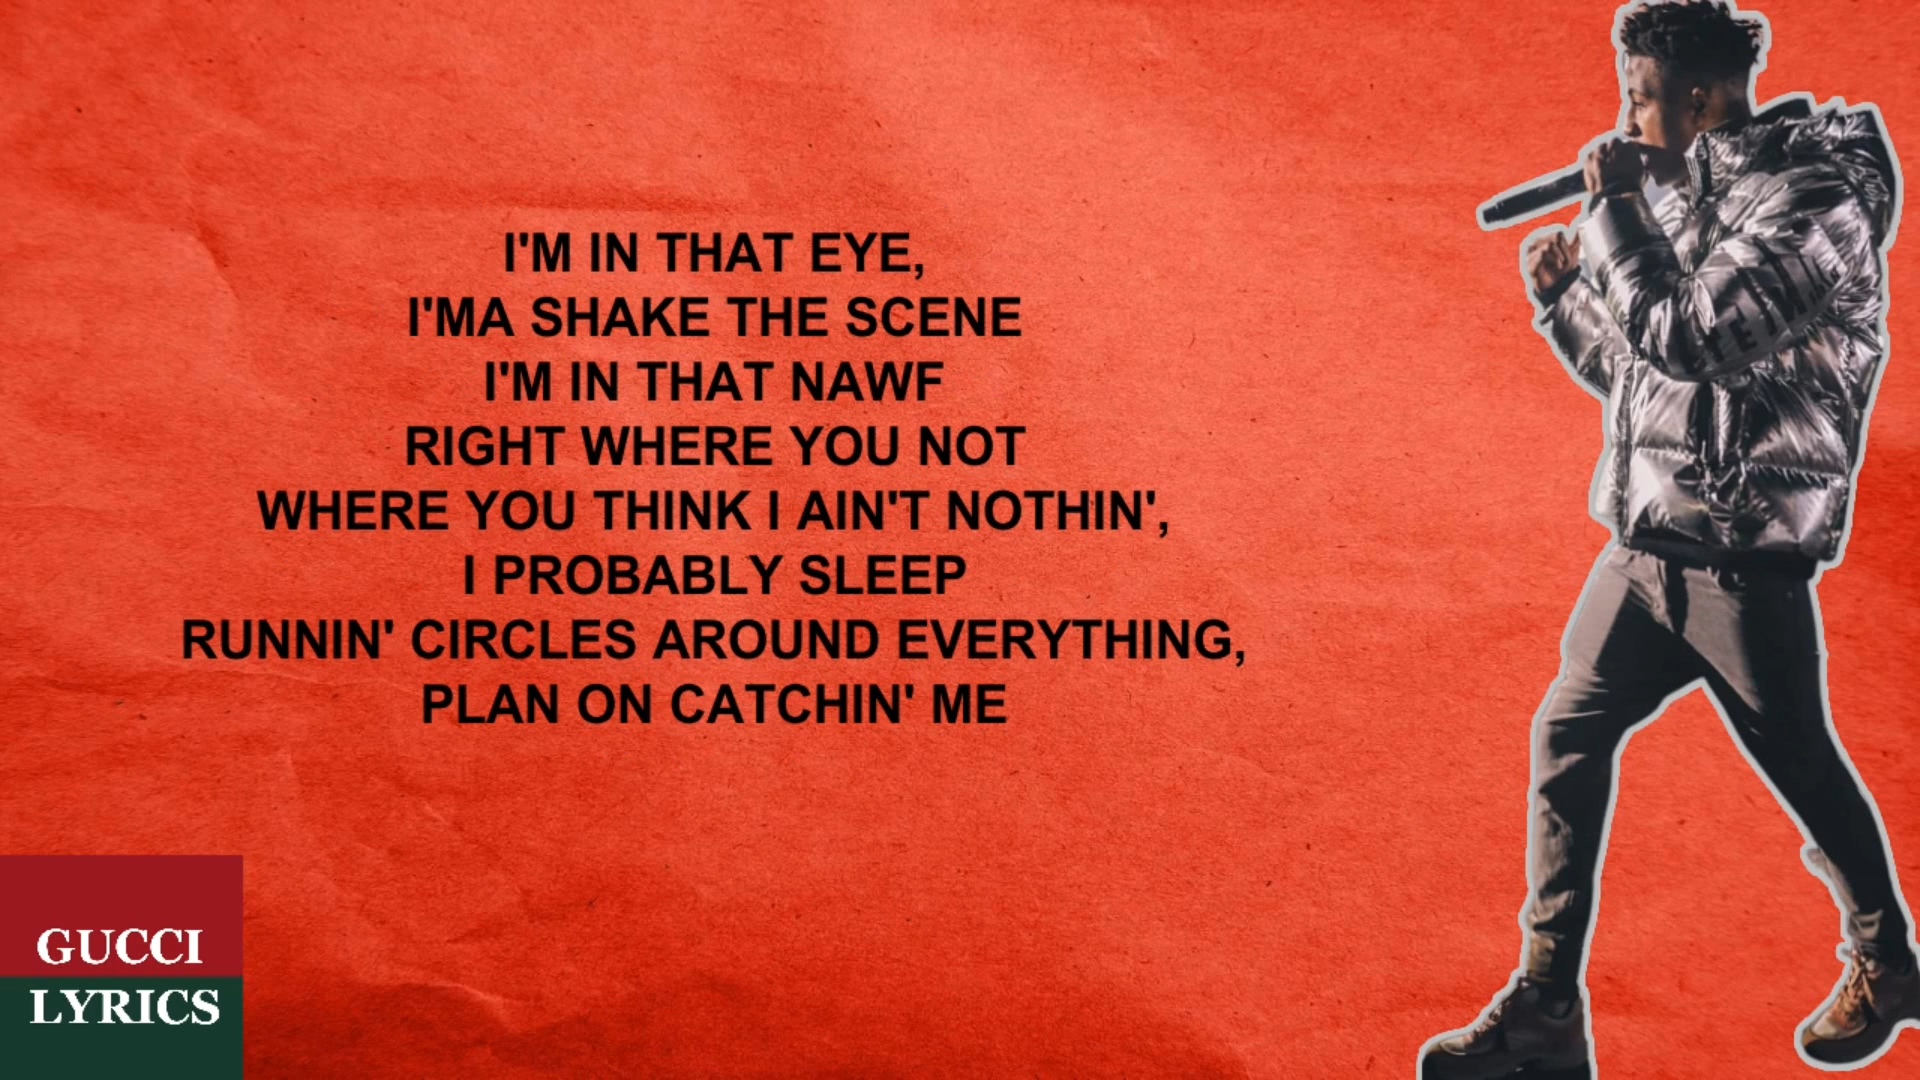 I'M IN THAT EYE,
I'MA SHAKE THE SCENE
I'M IN THAT NAWF
RIGHT WHERE YOU NOT
WHERE YOU THINK I AIN'T NOTHIN',
I PROBABLY SLEEP
RUNNIN' CIRCLES AROUND EVERYTHING,
PLAN ON CATCHIN' ME
GUCCI
LYRICS